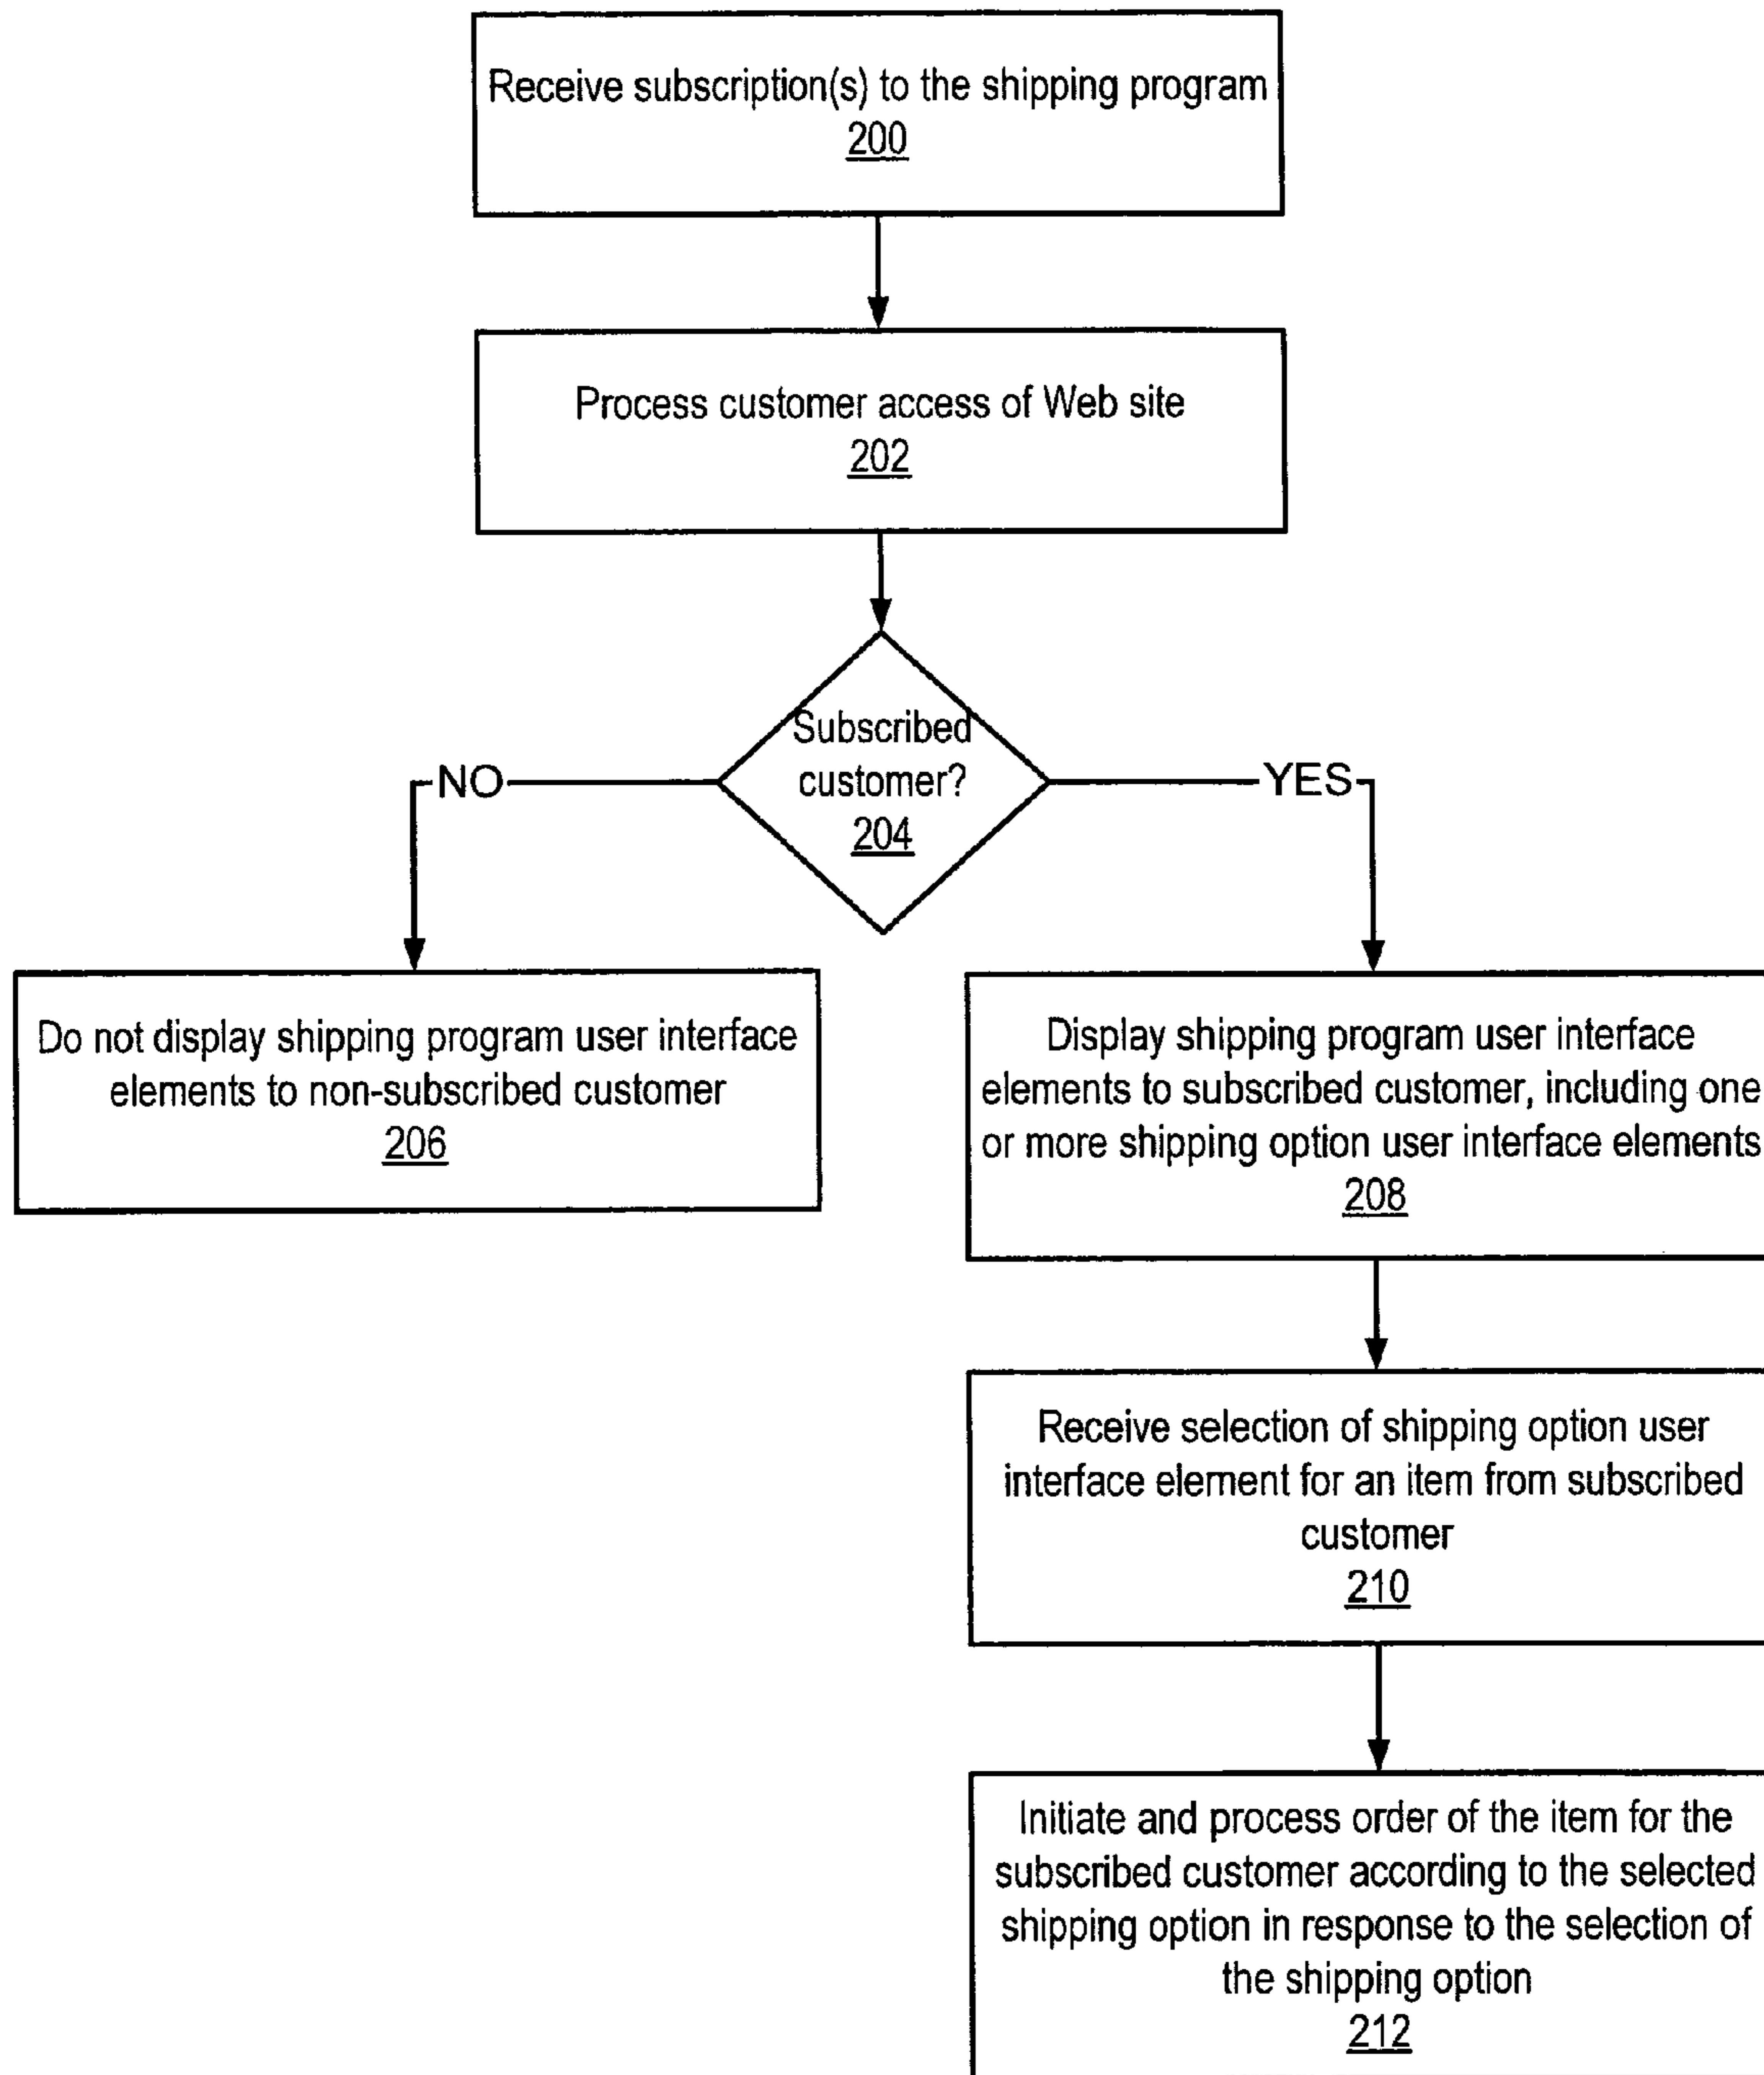 Receive subscription(s) to the shipping program
200
Process customer access of Web site
202
Subscribed
customer?
204
NO
YES
Do not display shipping program user interface
elements to non-subscribed customer
206
Display shipping program user interface
elements to subscribed customer, including one
or more shipping option user interface elements
208
Receive selection of shipping option user
interface element for an item from subscribed
customer
210
Initiate and process order of the item for the
subscribed customer according to the selected
shipping option in response to the selection of
the shipping option
212